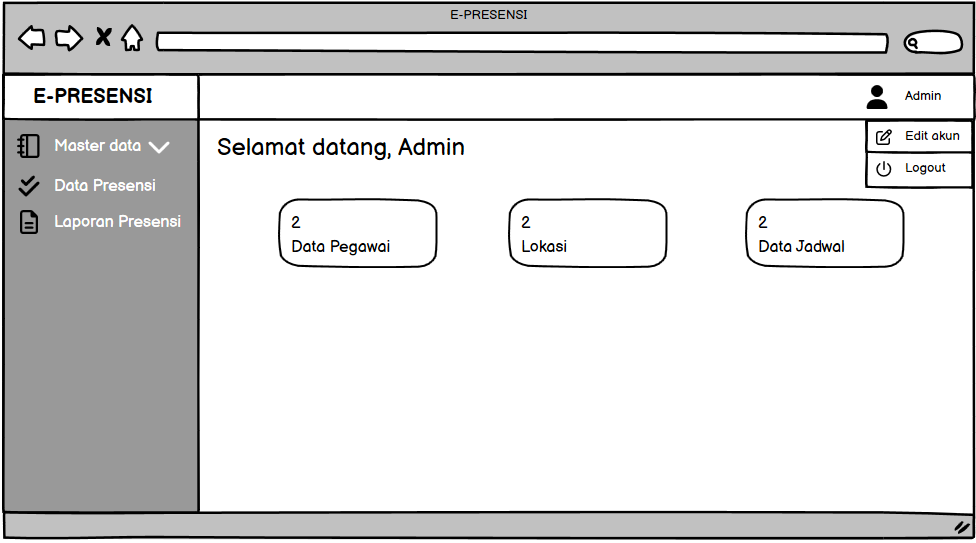 E-PRESENSI
E-PRESENSI
Admin
Edit akun
Logout
Master data
Data Presensi
Laporan Presensi
Selamat datang, Admin
2
Data Pegawai
2
Lokasi
2
Data Jadwal